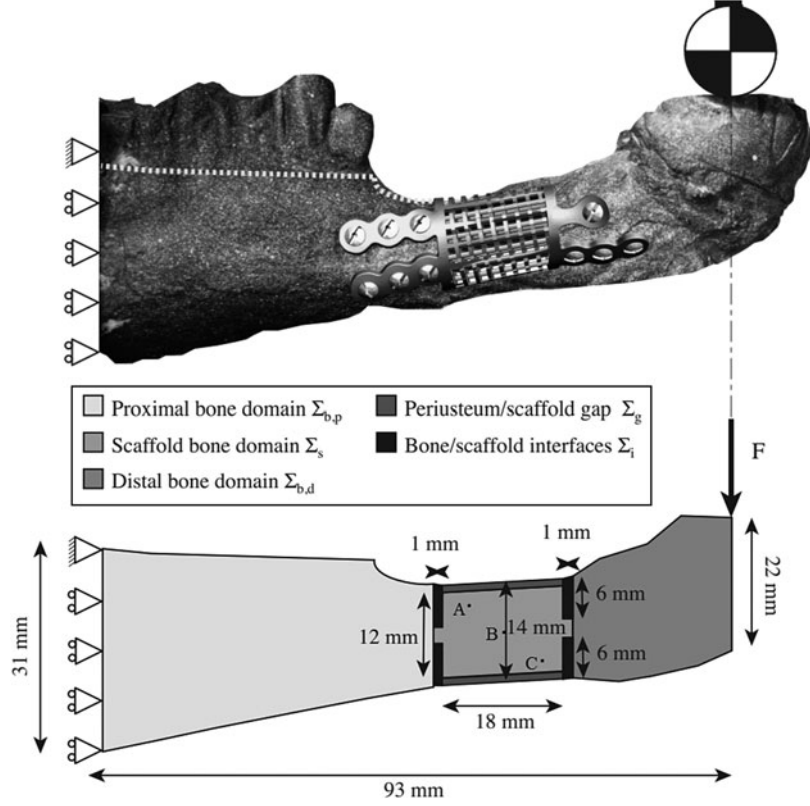 Proximal bone domain Σb,p
Periusteum/scaffold gap Σg
Scaffold bone domain Σs
Bone/scaffold interfaces Σi
Distal bone domain Σb,d
F
1 mm
1 mm
31 mm
12 mm
A
B
14 mm
C
6 mm
6 mm
22 mm
18 mm
93 mm